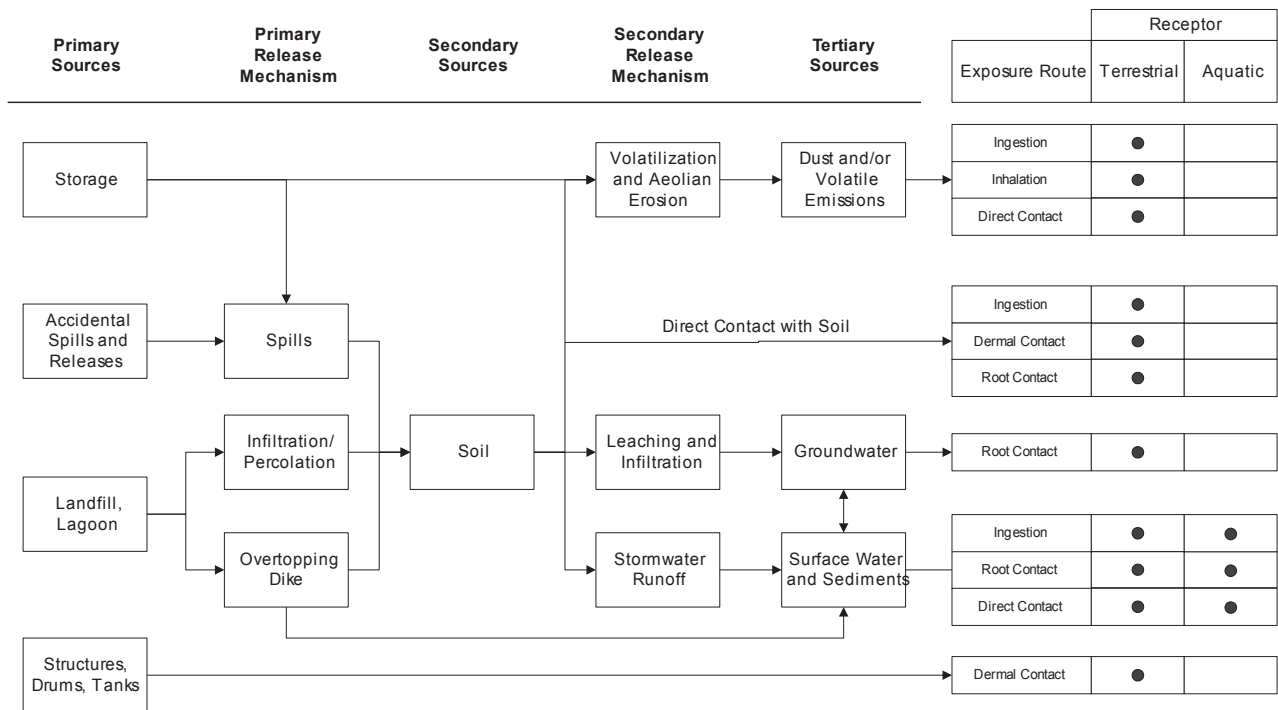 Primary
Sources
Primary
Release
Mechanism
Secondary
Sources
Secondary
Release
Mechanism
Tertiary
Sources
Receptor
Exposure Route
Terrestrial
Aquatic
Storage
Volatilization
and Aeolian
Erosion
Dust and/or
Volatile
Emissions
Ingestion
Inhalation
Direct Contact
Accidental
Spills and
Releases
Spills
Direct Contact with Soil
Ingestion
Dermal Contact
Root Contact
Landfill,
Lagoon
Infiltration/
Percolation
Soil
Leaching and
Infiltration
Groundwater
Root Contact
Overtopping
Dike
Stormwater
Runoff
Surface Water
and Sediments
Ingestion
Root Contact
Direct Contact
Structures,
Drums, Tanks
Dermal Contact